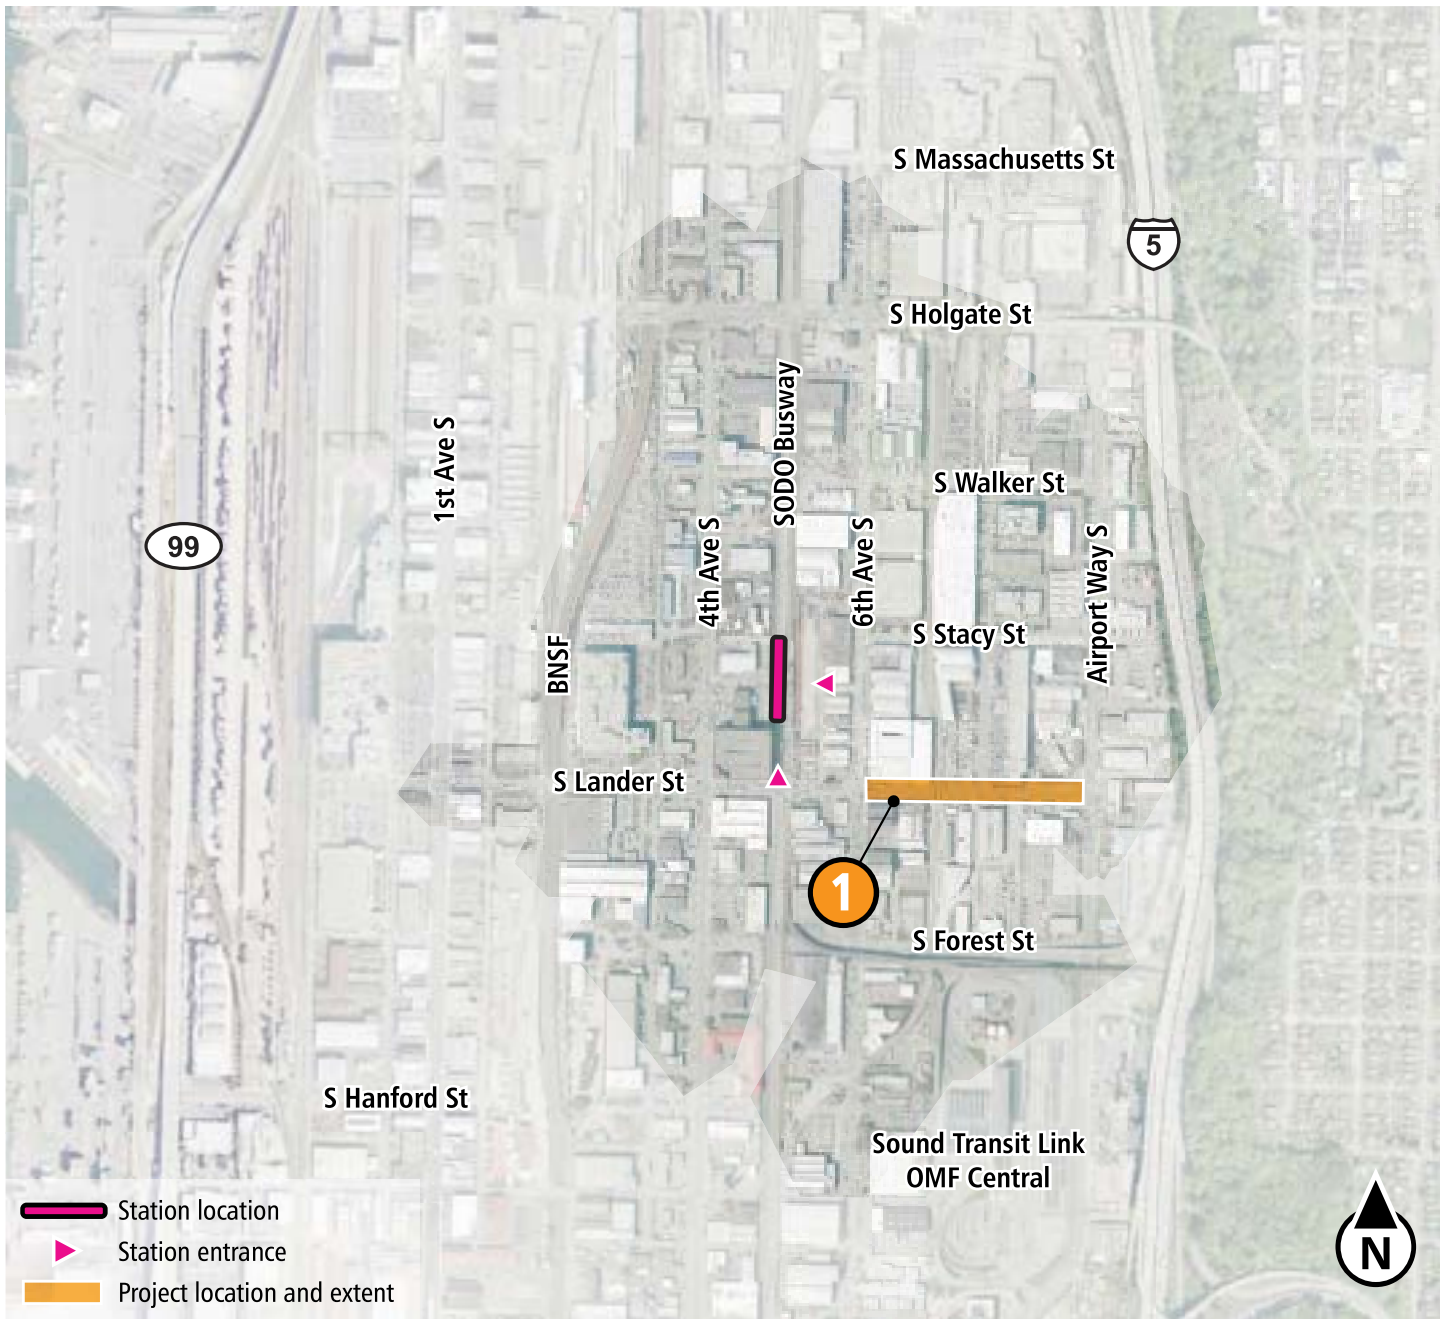 S Massachusetts St
5
S Holgate St
SODO Busway
1st Ave S
S Walker St
99
4th Ave S
6th Ave S
Airport Way S
S Stacy St
BNSF
S Lander St
1
S Forest St
S Hanford St
Sound Transit Link
OMF Central
Station location
Station entrance
Project location and extent
N